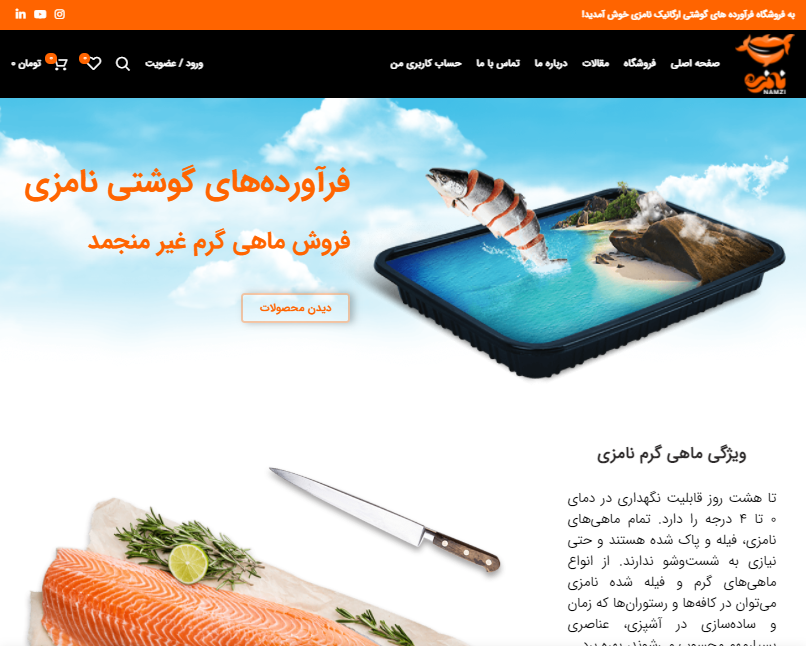 به فروشگاه فرآورده های گوشتی ارگانیک نامزی خوش آمدید!
نامزی
NAMZI
صفحه اصلی فروشگاه مقالات درباره ما تماس با ما حساب کاربری من
ورود / عضویت
۰
۰
۰ تومان
فرآورده‌های گوشتی نامزی
فروش ماهی گرم غیر منجمد
دیدن محصولات
ویژگی ماهی گرم نامزی
تا هشت روز قابلیت نگهداری در دمای
۰ تا ۴ درجه را دارد. تمام ماهی‌های
نامزی، فیله و پاک شده هستند و حتی
نیازی به شست‌وشو ندارند. از انواع
ماهی‌های گرم و فیله شده نامزی
می‌توان در کافه‌ها و رستوران‌ها که زمان
و ساده‌سازی در آشپزی، عناصری